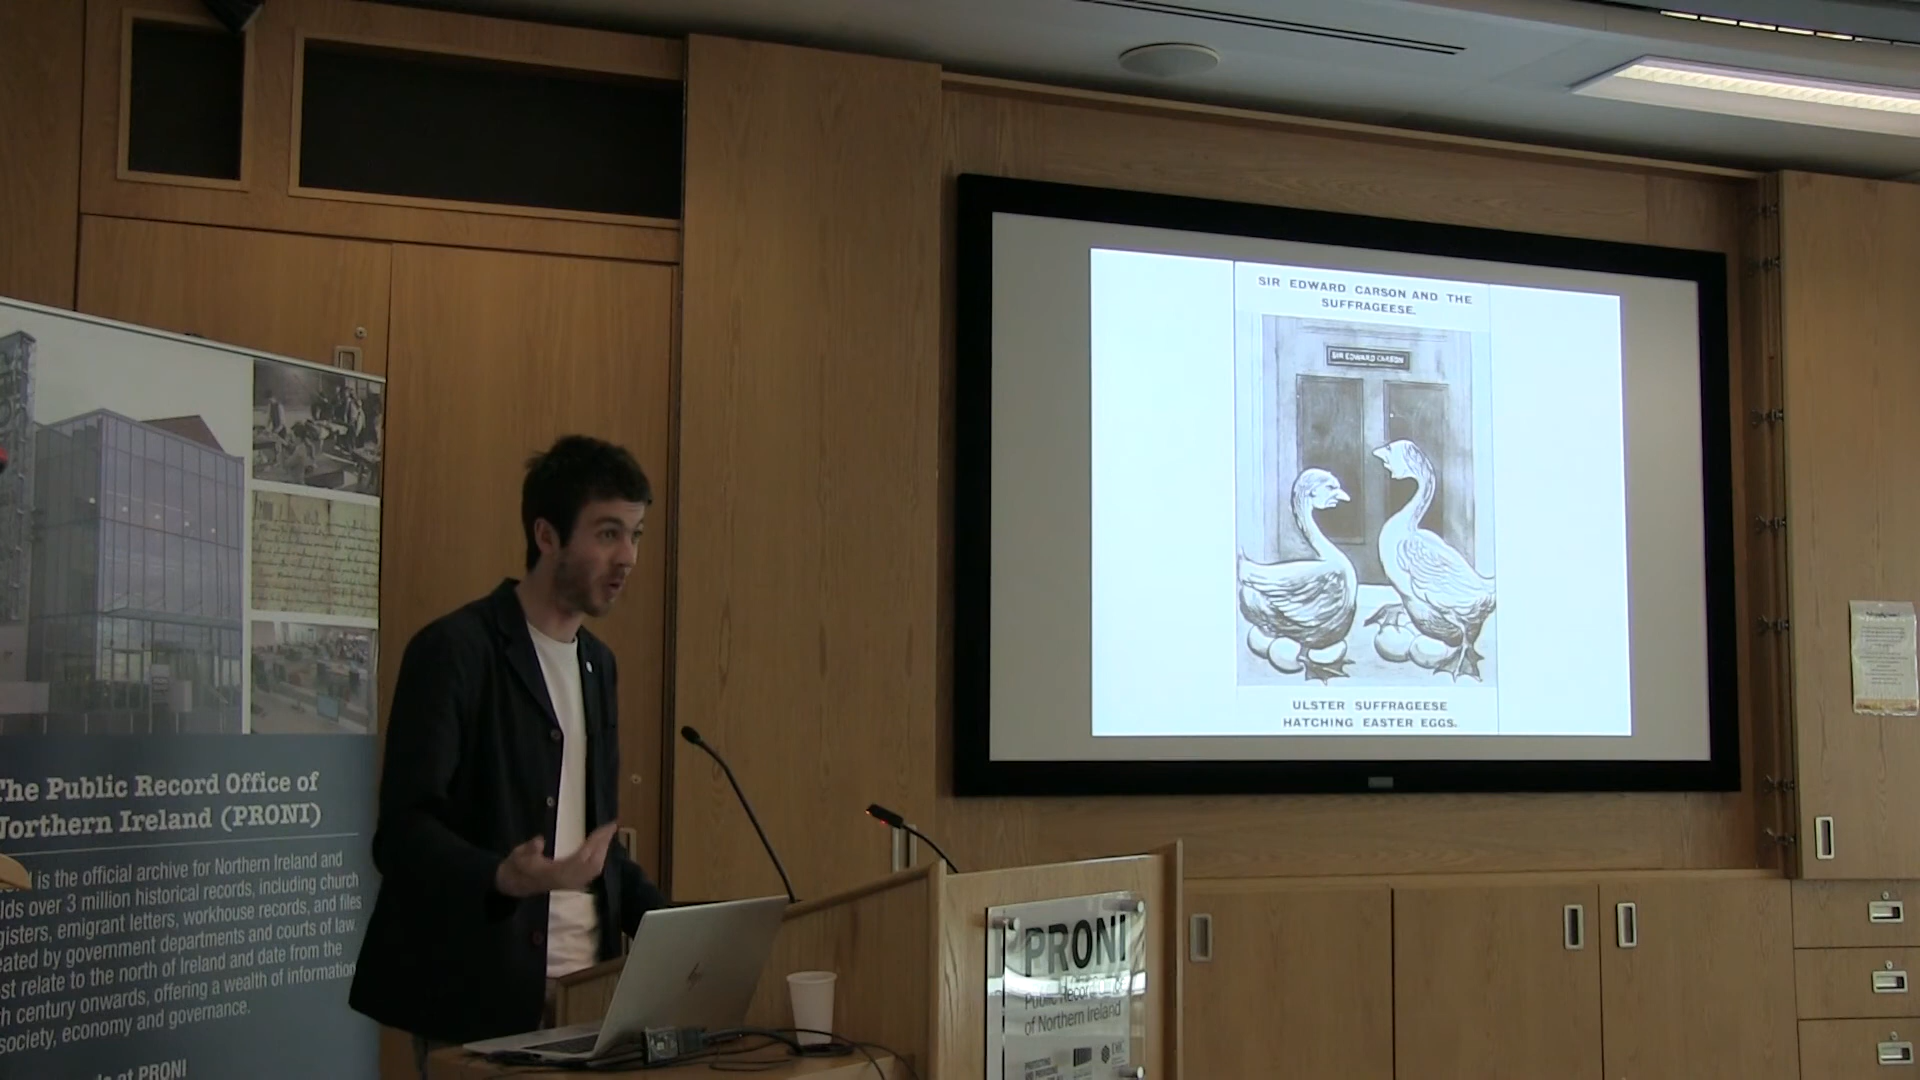 SIR EDWARD CARSON AND THE
SUFFRAGEESE.
SIR EDWARD CARSON
ULSTER SUFFRAGEESE
HATCHING EASTER EGGS.
The Public Record Office of
Northern Ireland (PRONI)
is the official archive for Northern Ireland and
over 3 million historical records, including church
emigrant letters, workhouse records, and files
by government departments and courts of law
relate to the north of Ireland and date from the
century onwards, offering a wealth of information
society, economy and governance.
at PRONI
PRONI
Public Record
of Northern Ireland